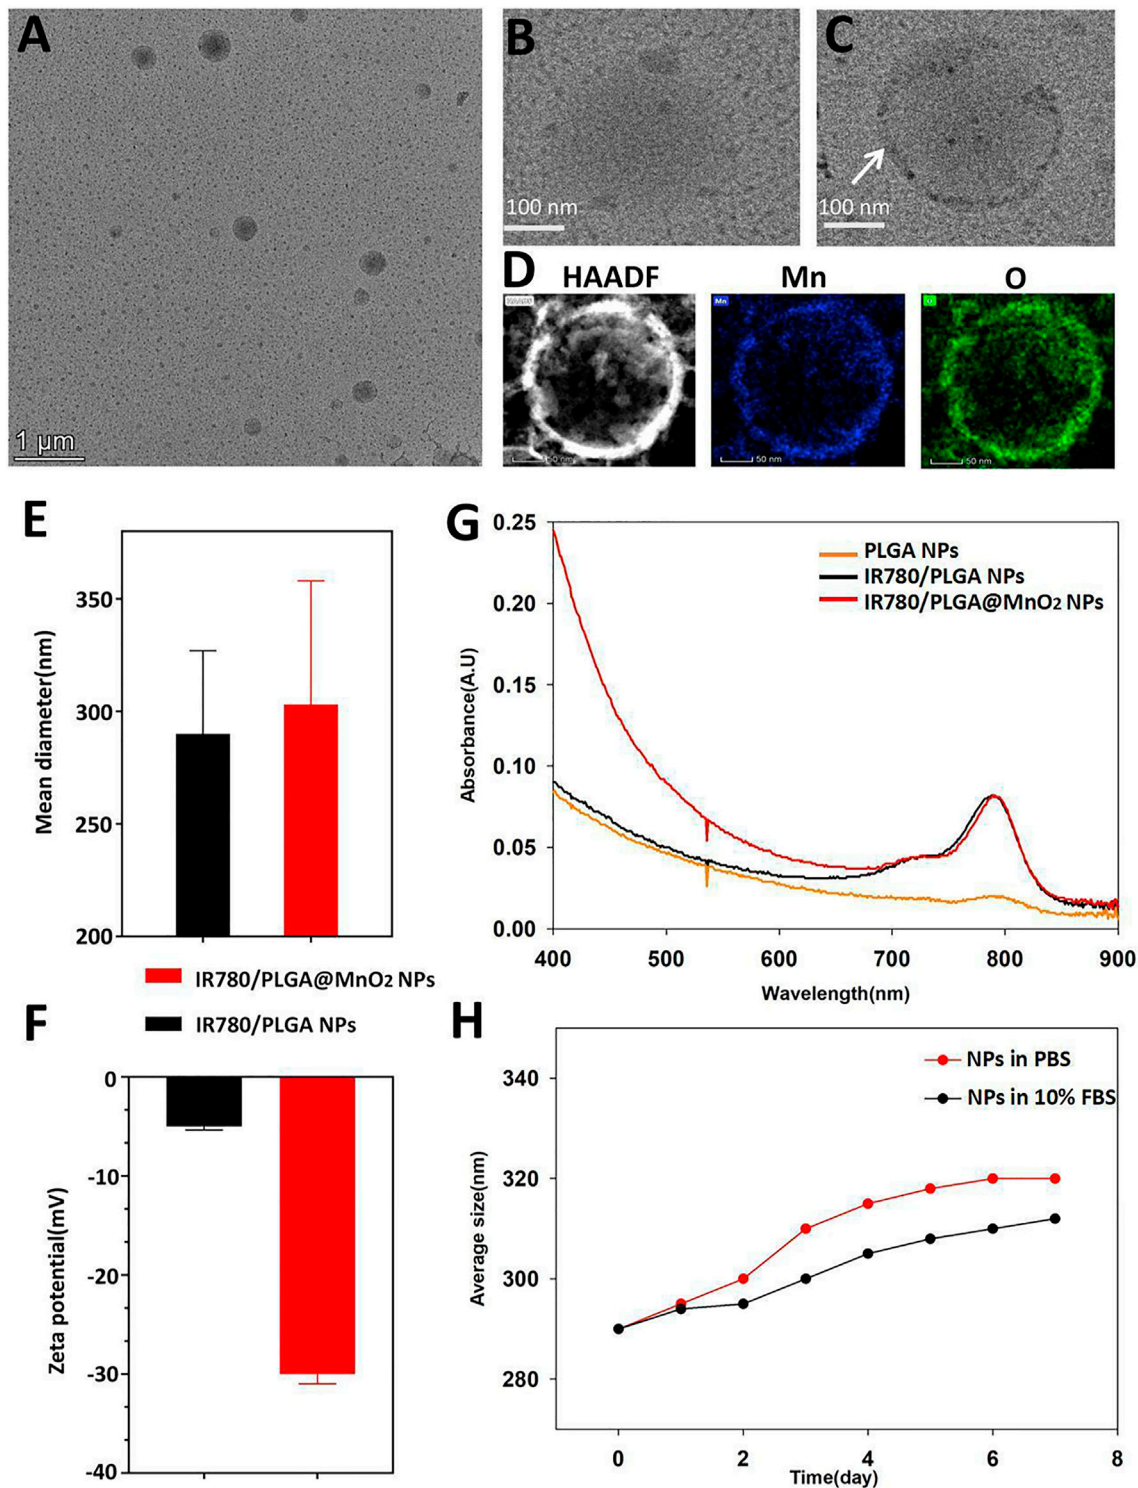 A
1 µm
B
100 nm
C
100 nm
D
HAADF
Mn
O
50 nm
Mn
50 nm
O
50 nm
E
Mean diameter(nm)
350
300
250
200
IR780/PLGA@MnO₂ NPs
IR780/PLGA NPs
F
Zeta potential(mV)
0
-10
-20
-30
-40
G
Absorbance(A.U)
0.25
0.20
0.15
0.10
0.05
0.00
PLGA NPs
IR780/PLGA NPs
IR780/PLGA@MnO₂ NPs
400 500 600 700 800 900
Wavelength(nm)
H
Average size(nm)
340
320
300
280
NPs in PBS
NPs in 10% FBS
0 2 4 6 8
Time(day)